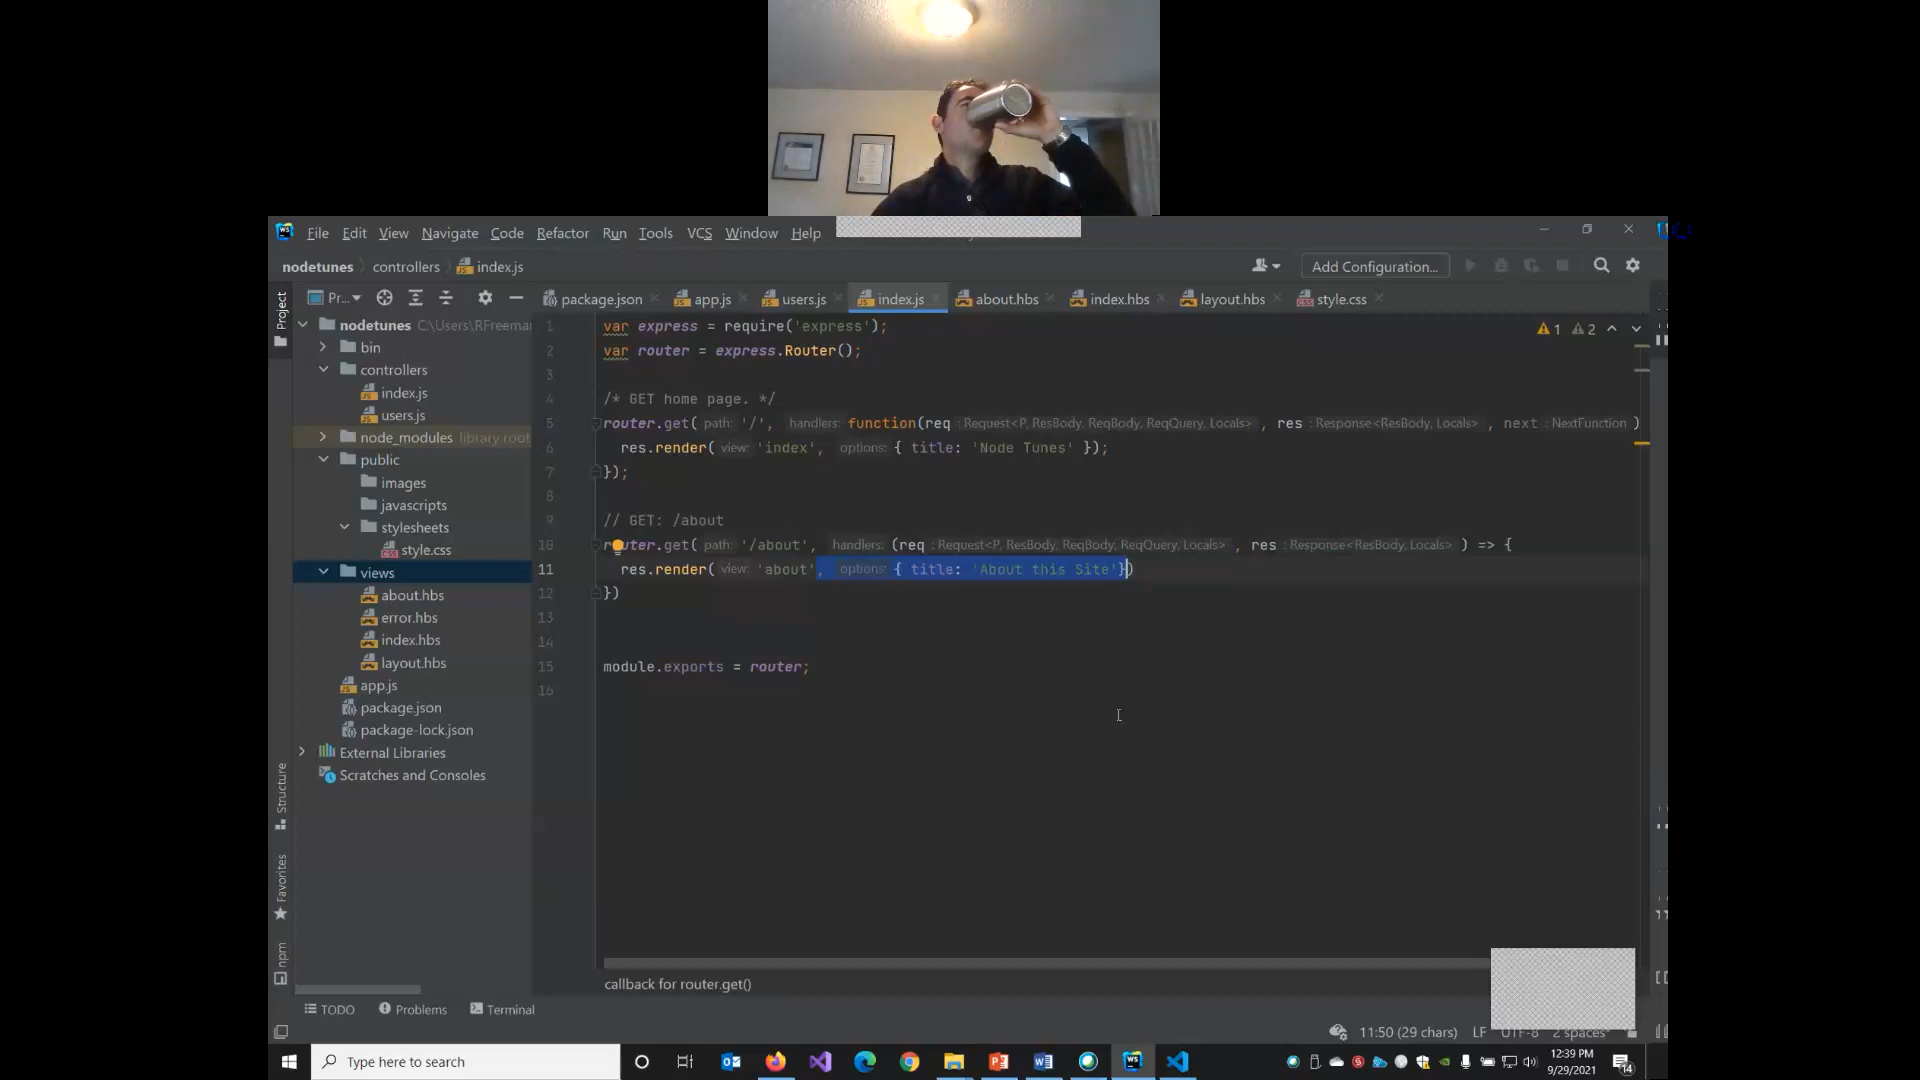 WS File Edit View Navigate Code Refactor Run Tools VCS Window Help
nodetunes controllers index.js
Add Configuration...
Pr...
package.json app.js users.js index.js about.hbs index.hbs layout.hbs style.css
Project
nodetunes C:\Users\RFreema
bin
controllers
index.js
users.js
node_modules library root
public
images
javascripts
stylesheets
style.css
views
about.hbs
error.hbs
index.hbs
layout.hbs
app.js
package.json
package-lock.json
External Libraries
Scratches and Consoles
Structure
Favorites
npm
1 var express = require('express');
2 var router = express.Router();
3
4 /* GET home page. */
5 router.get( path: '/', handlers: function(req : Request<P, ResBody, ReqBody, ReqQuery, Locals> , res : Response<ResBody, Locals> , next : NextFunction )
6 res.render( view: 'index', options: { title: 'Node Tunes' });
7 });
8
9 // GET: /about
10 router.get( path: '/about', handlers: (req : Request<P, ResBody, ReqBody, ReqQuery, Locals> , res : Response<ResBody, Locals> ) => {
11 res.render( view: 'about', options: { title: 'About this Site'})
12 })
13
14
15 module.exports = router;
16
1 2
callback for router.get()
TODO Problems Terminal
11:50 (29 chars) LF UTF-8 2 spaces
Type here to search
12:39 PM
9/29/2021
14